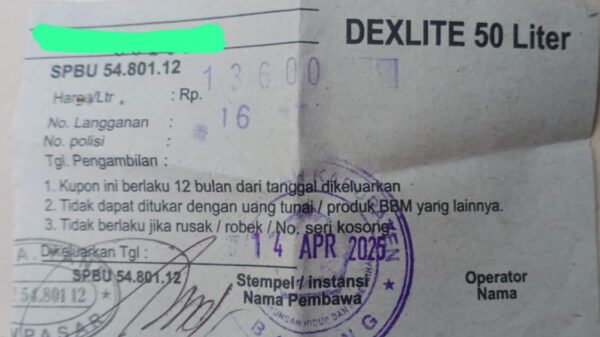 DEXLITE 50 Liter
SPBU 54.801.12
13600
Harga/Ltr : Rp.
No. Langganan : 16
No. polisi :
Tgl. Pengambilan :
1. Kupon ini berlaku 12 bulan dari tanggal dikeluarkan
2. Tidak dapat ditukar dengan uang tunai / produk BBM yang lainnya.
3. Tidak berlaku jika rusak / robek / No. seri kosong
Dikeluarkan Tgl : 14 APR 2025
SPBU 54.801.12
Stempel / instansi
Nama Pembawa
Operator
Nama
54.801.12